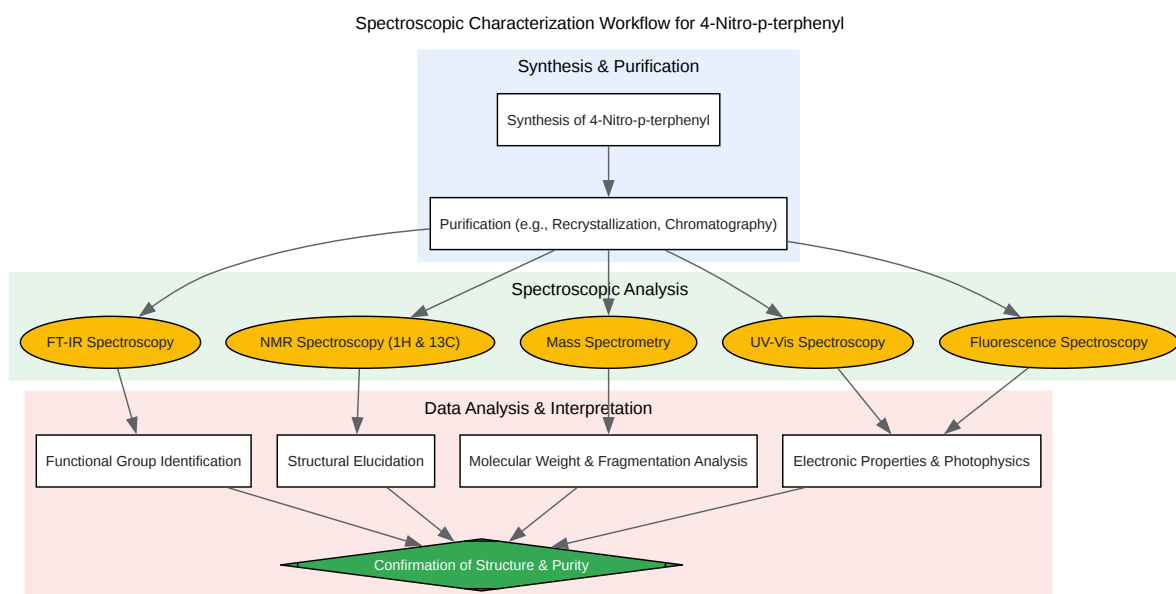 Spectroscopic Characterization Workflow for 4-Nitro-p-terphenyl
Synthesis & Purification
Synthesis of 4-Nitro-p-terphenyl
Purification (e.g., Recrystallization, Chromatography)
Spectroscopic Analysis
FT-IR Spectroscopy
NMR Spectroscopy (1H & 13C)
Mass Spectrometry
UV-Vis Spectroscopy
Fluorescence Spectroscopy
Data Analysis & Interpretation
Functional Group Identification
Structural Elucidation
Molecular Weight & Fragmentation Analysis
Electronic Properties & Photophysics
Confirmation of Structure & Purity